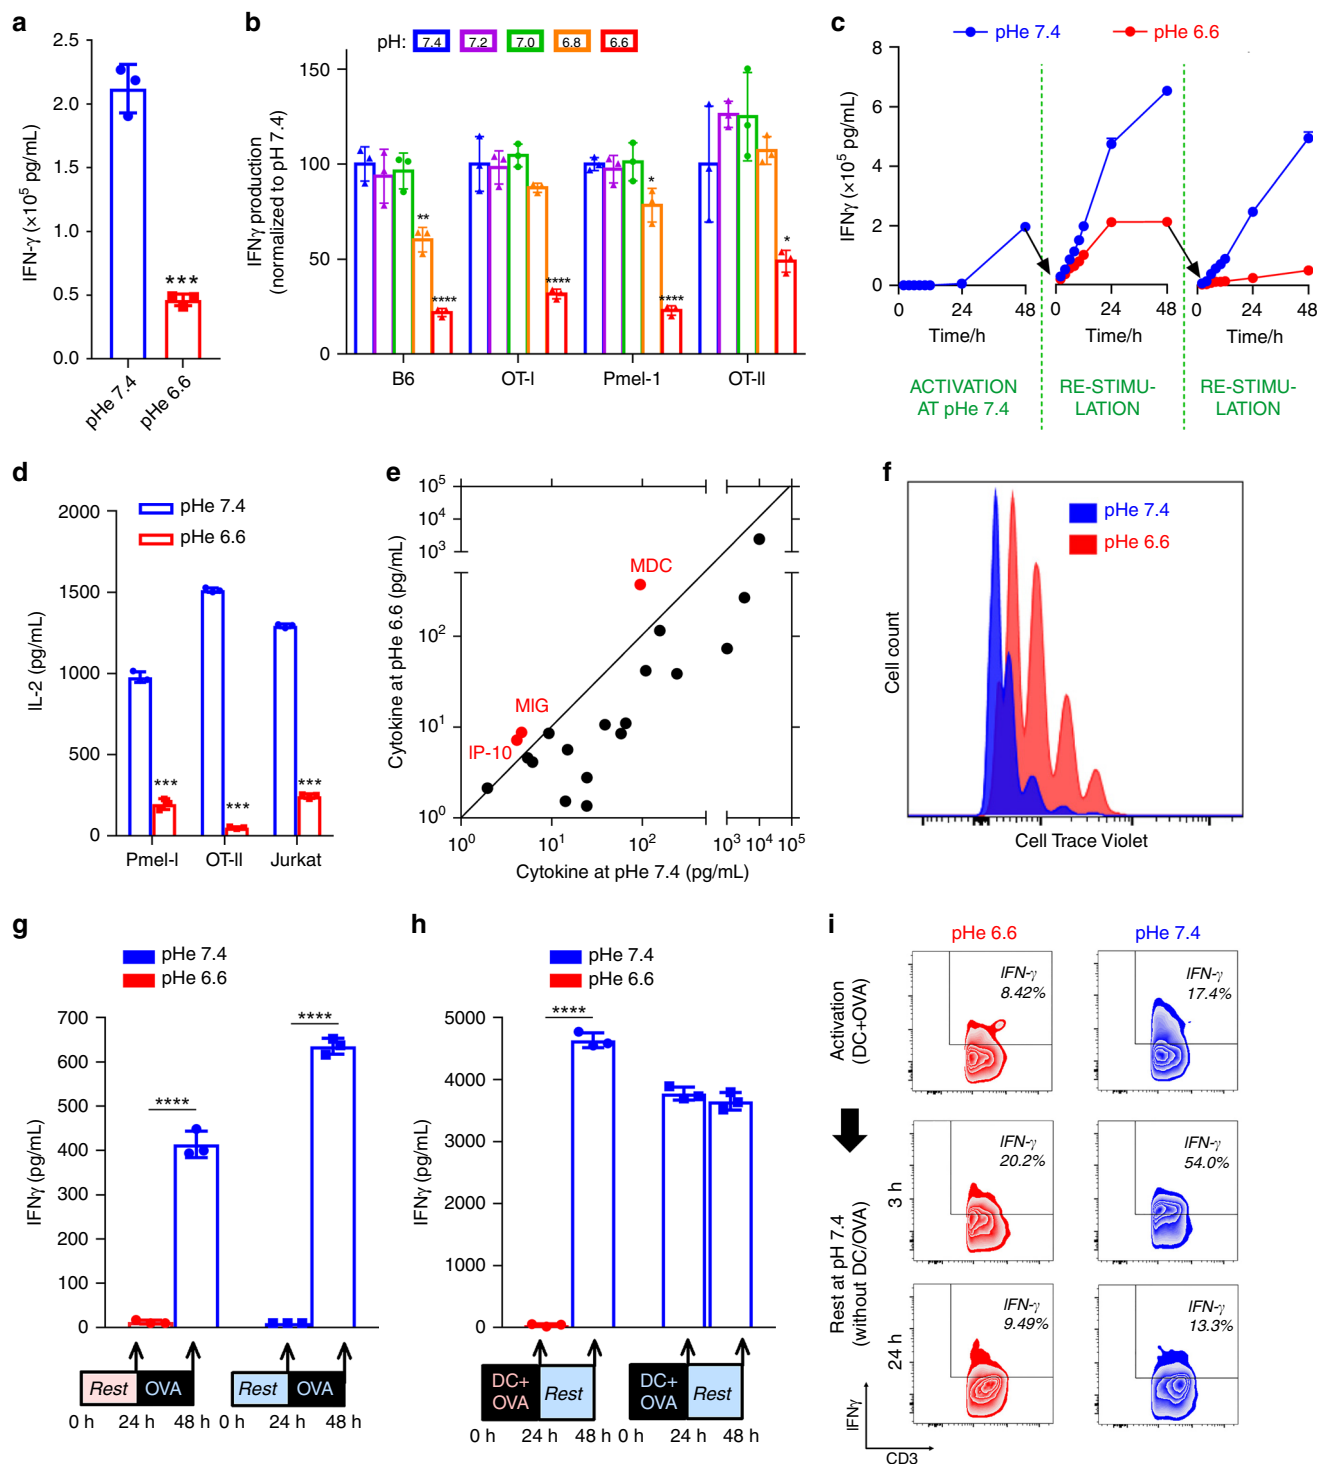 a
2.5
2.0
1.5
1.0
0.5
0.0
IFN-γ (×10⁵ pg/mL)
***
pHe 7.4
pHe 6.6
b
pH: 7.4 7.2 7.0 6.8 6.6
150
100
50
0
IFNγ production
(normalized to pH 7.4)
**
****
****
*
****
*
B6 OT-I Pmel-1 OT-II
c
pHe 7.4 pHe 6.6
8
6
4
2
0
IFNγ (×10⁵ pg/mL)
0 24 48 0 24 48 0 24 48
Time/h Time/h Time/h
ACTIVATION
AT pHe 7.4
RE-STIMU-
LATION
RE-STIMU-
LATION
d
pHe 7.4
pHe 6.6
2000
1500
1000
500
0
IL-2 (pg/mL)
*** *** ***
Pmel-I OT-II Jurkat
e
10⁵
10⁴
10³
10²
10¹
10⁰
Cytokine at pHe 6.6 (pg/mL)
MDC
MIG
IP-10
10⁰ 10¹ 10² 10³ 10⁴ 10⁵
Cytokine at pHe 7.4 (pg/mL)
f
pHe 7.4
pHe 6.6
Cell count
Cell Trace Violet
g
pHe 7.4
pHe 6.6
700
600
500
400
300
200
100
0
IFNγ (pg/mL)
****
****
Rest OVA Rest OVA
0 h 24 h 48 h 0 h 24 h 48 h
h
pHe 7.4
pHe 6.6
5000
4000
3000
2000
1000
0
IFNγ (pg/mL)
****
DC+
OVA
Rest
DC+
OVA
Rest
0 h 24 h 48 h 0 h 24 h 48 h
i
pHe 6.6 pHe 7.4
Activation
(DC+OVA)
IFN-γ
8.42%
IFN-γ
17.4%
Rest at pH 7.4
(without DC/OVA)
3 h
IFN-γ
20.2%
IFN-γ
54.0%
24 h
IFN-γ
9.49%
IFN-γ
13.3%
IFNγ
CD3